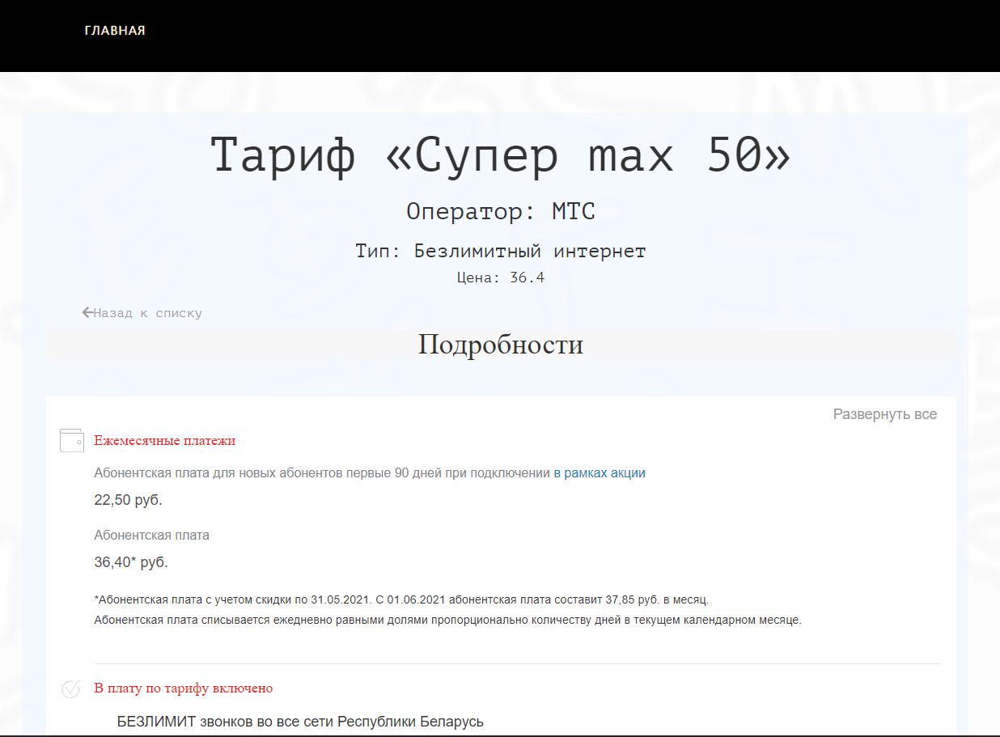 ГЛАВНАЯ
Тариф «Супер max 50»
Оператор: МТС
Тип: Безлимитный интернет
Цена: 36.4
Назад к списку
Подробности
Развернуть все
Ежемесячные платежи
Абонентская плата для новых абонентов первые 90 дней при подключении в рамках акции
22,50 руб.
Абонентская плата
36,40* руб.
*Абонентская плата с учетом скидки по 31.05.2021. С 01.06.2021 абонентская плата составит 37,85 руб. в месяц.
Абонентская плата списывается ежедневно равными долями пропорционально количеству дней в текущем календарном месяце.
В плату по тарифу включено
БЕЗЛИМИТ звонков во все сети Республики Беларусь